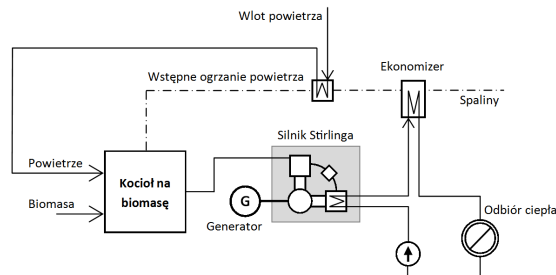 Wlot powietrza
Ekonomizer
Wstępne ogrzanie powietrza
Spaliny
Silnik Stirlinga
Powietrze
Kocioł na
biomasę
Biomasa
G
Generator
Odbiór ciepła